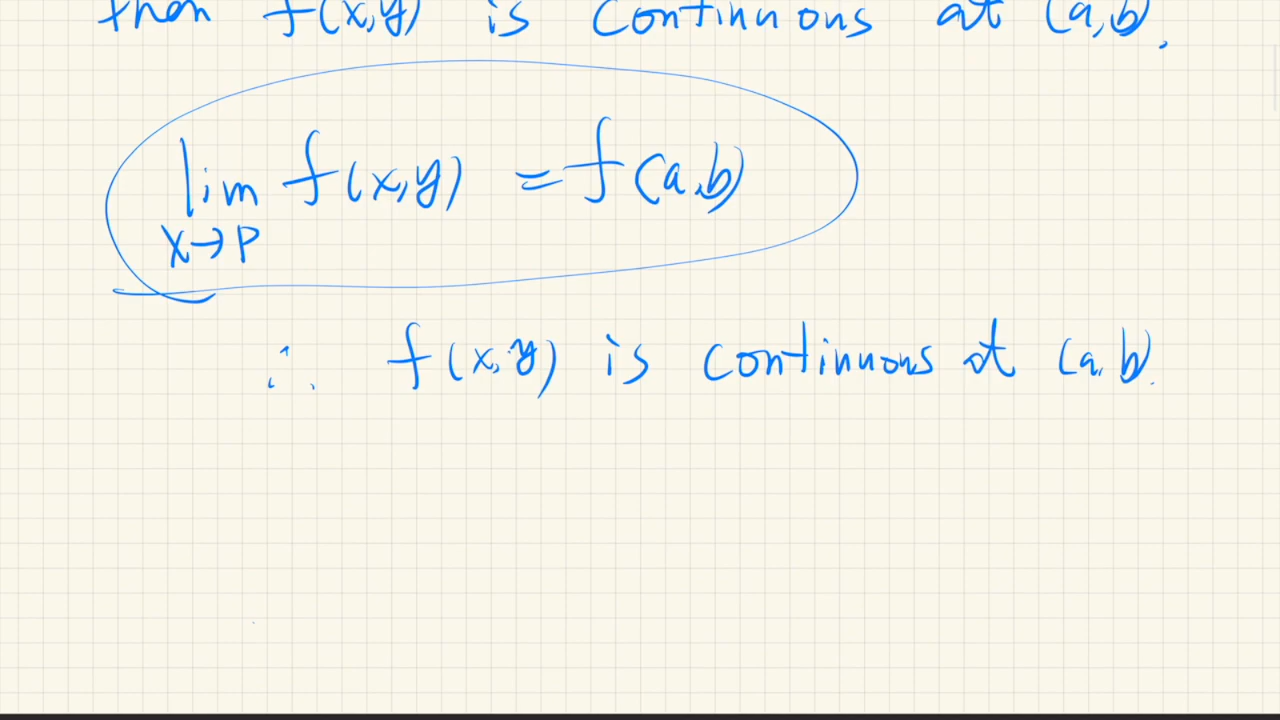 then f(x,y) is continuous at (a,b).
lim f(x,y) = f(a,b)
X→P
∴ f(x,y) is continuous at (a,b).